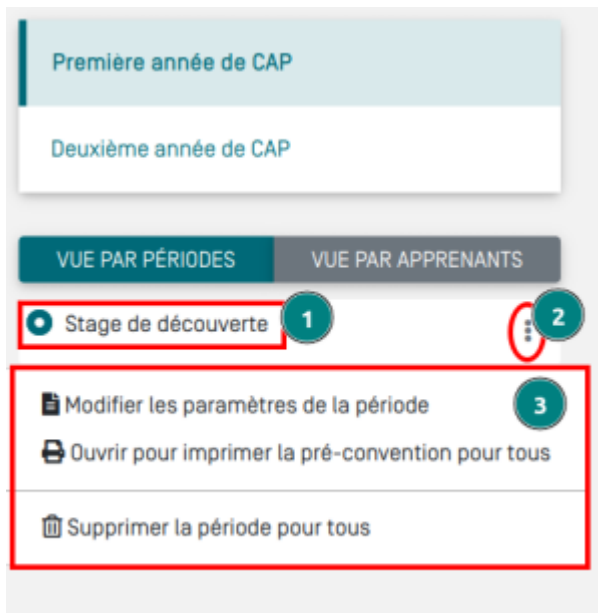 Première année de CAP
Deuxième année de CAP
VUE PAR PÉRIODES VUE PAR APPRENANTS
Stage de découverte 1 2
Modifier les paramètres de la période 3
Ouvrir pour imprimer la pré-convention pour tous
Supprimer la période pour tous